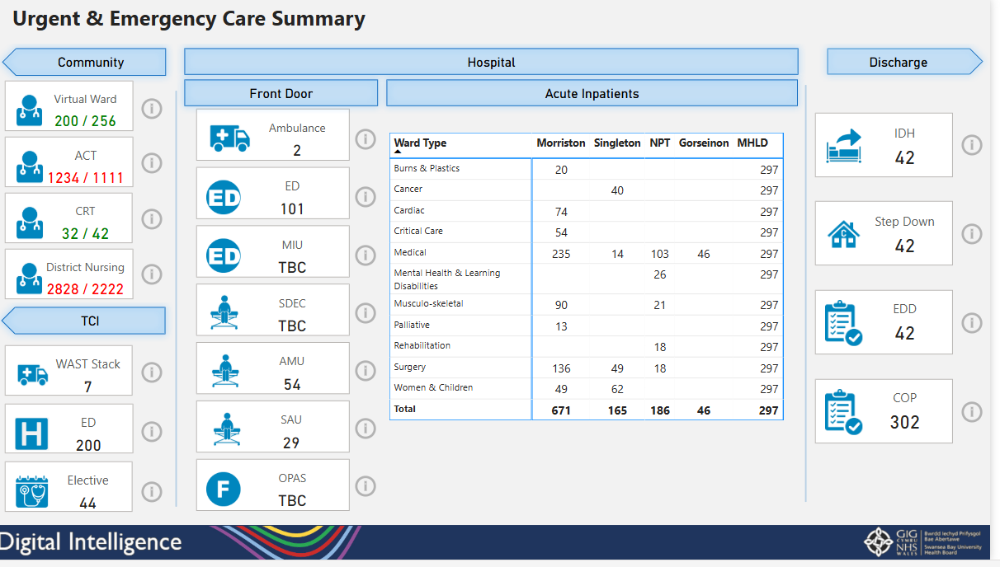 Urgent & Emergency Care Summary
Community
Virtual Ward
200 / 256
ACT
1234 / 1111
CRT
32 / 42
District Nursing
2828 / 2222
TCI
WAST Stack
7
ED
200
Elective
44
Hospital
Front Door
Ambulance
2
ED
ED
101
ED
MIU
TBC
SDEC
TBC
AMU
54
SAU
29
F
OPAS
TBC
Acute Inpatients
Ward Type Morriston Singleton NPT Gorseinon MHLD
Burns & Plastics 20 297
Cancer 40 297
Cardiac 74 297
Critical Care 54 297
Medical 235 14 103 46 297
Mental Health & Learning
Disabilities 26 297
Musculo-skeletal 90 21 297
Palliative 13 297
Rehabilitation 18 297
Surgery 136 49 18 297
Women & Children 49 62 297
Total 671 165 186 46 297
Discharge
IDH
42
C
Step Down
42
EDD
42
COP
302
Digital Intelligence
GIG
CYMRU
NHS
WALES
Bwrdd Iechyd Prifysgol
Bae Abertawe
Swansea Bay University
Health Board